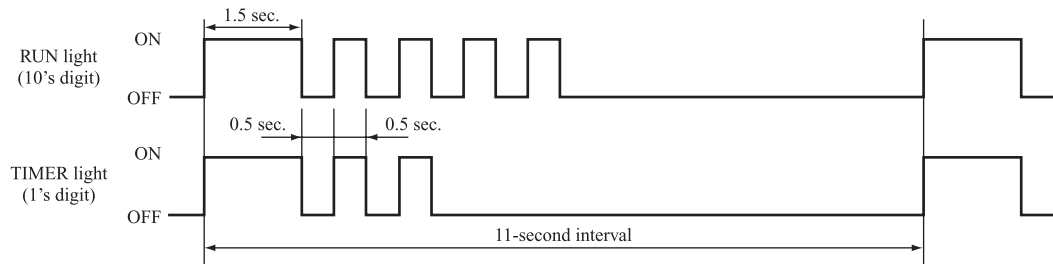 1.5 sec.
ON
RUN light
(10's digit)
OFF
0.5 sec.
0.5 sec.
ON
TIMER light
(1's digit)
OFF
11-second interval